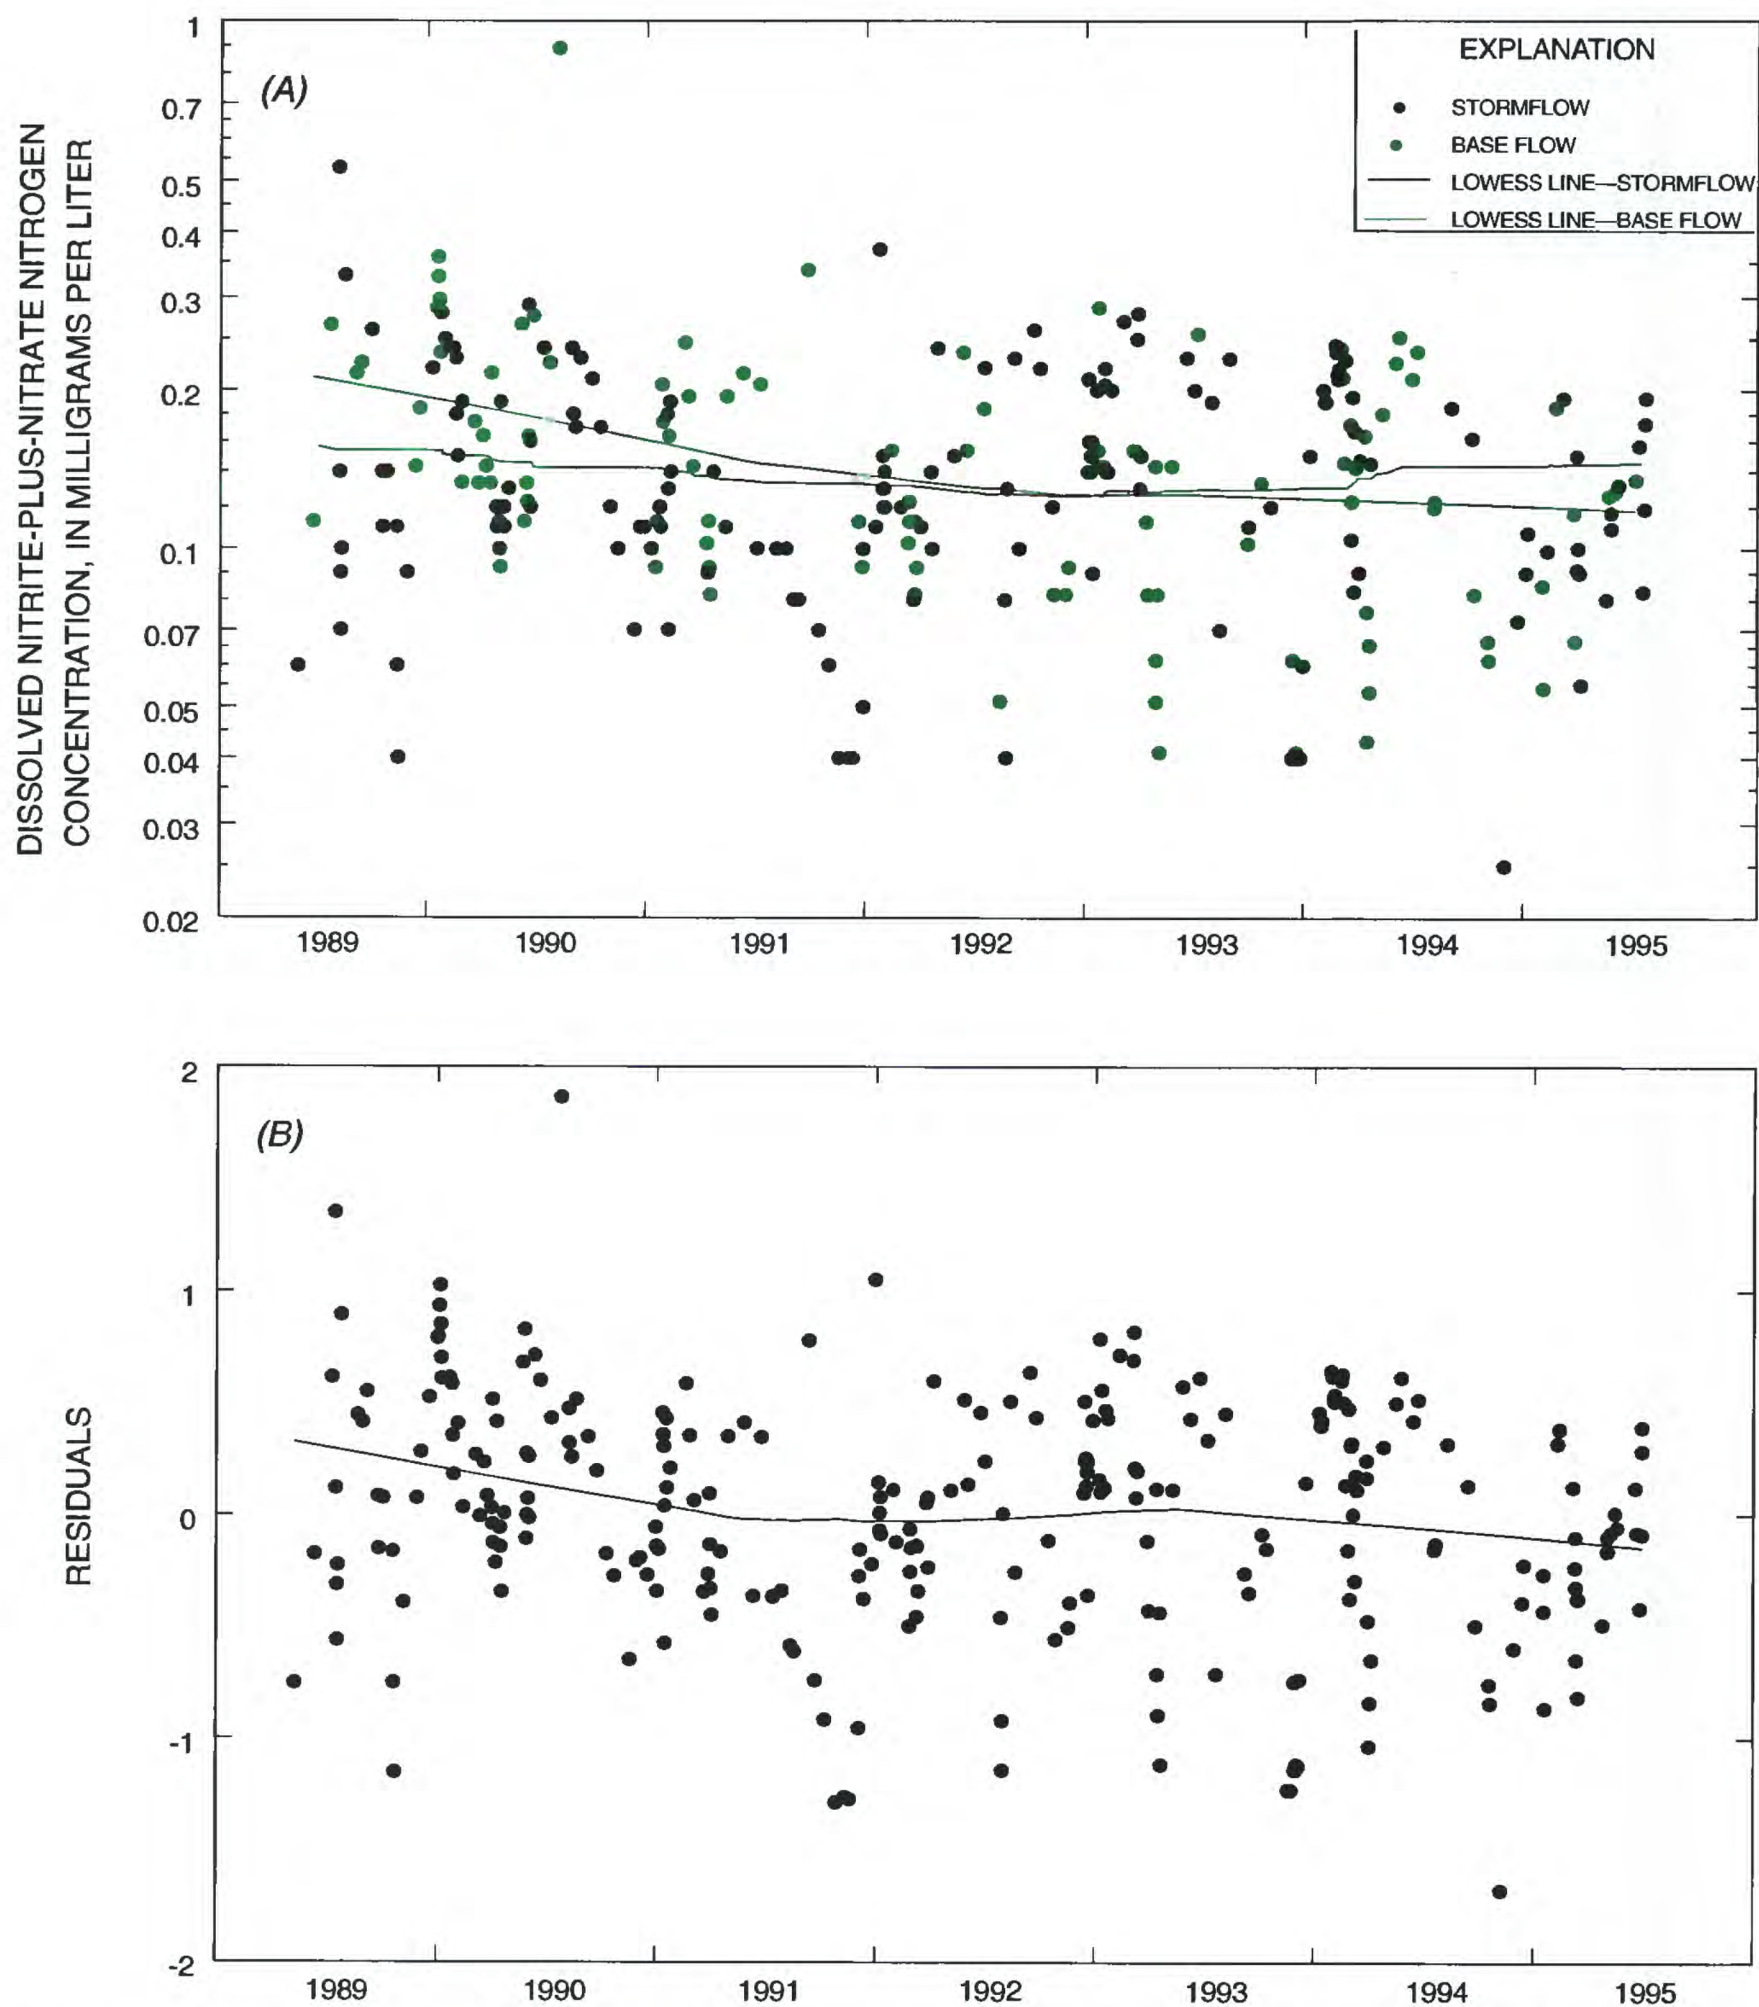 DISSOLVED NITRITE-PLUS-NITRATE NITROGEN
CONCENTRATION, IN MILLIGRAMS PER LITER
1
0.7
0.5
0.4
0.3
0.2
0.1
0.07
0.05
0.04
0.03
0.02
(A)
EXPLANATION
STORMFLOW
BASE FLOW
LOWESS LINE—STORMFLOW
LOWESS LINE—BASE FLOW
1989 1990 1991 1992 1993 1994 1995
RESIDUALS
2
1
0
-1
-2
(B)
1989 1990 1991 1992 1993 1994 1995